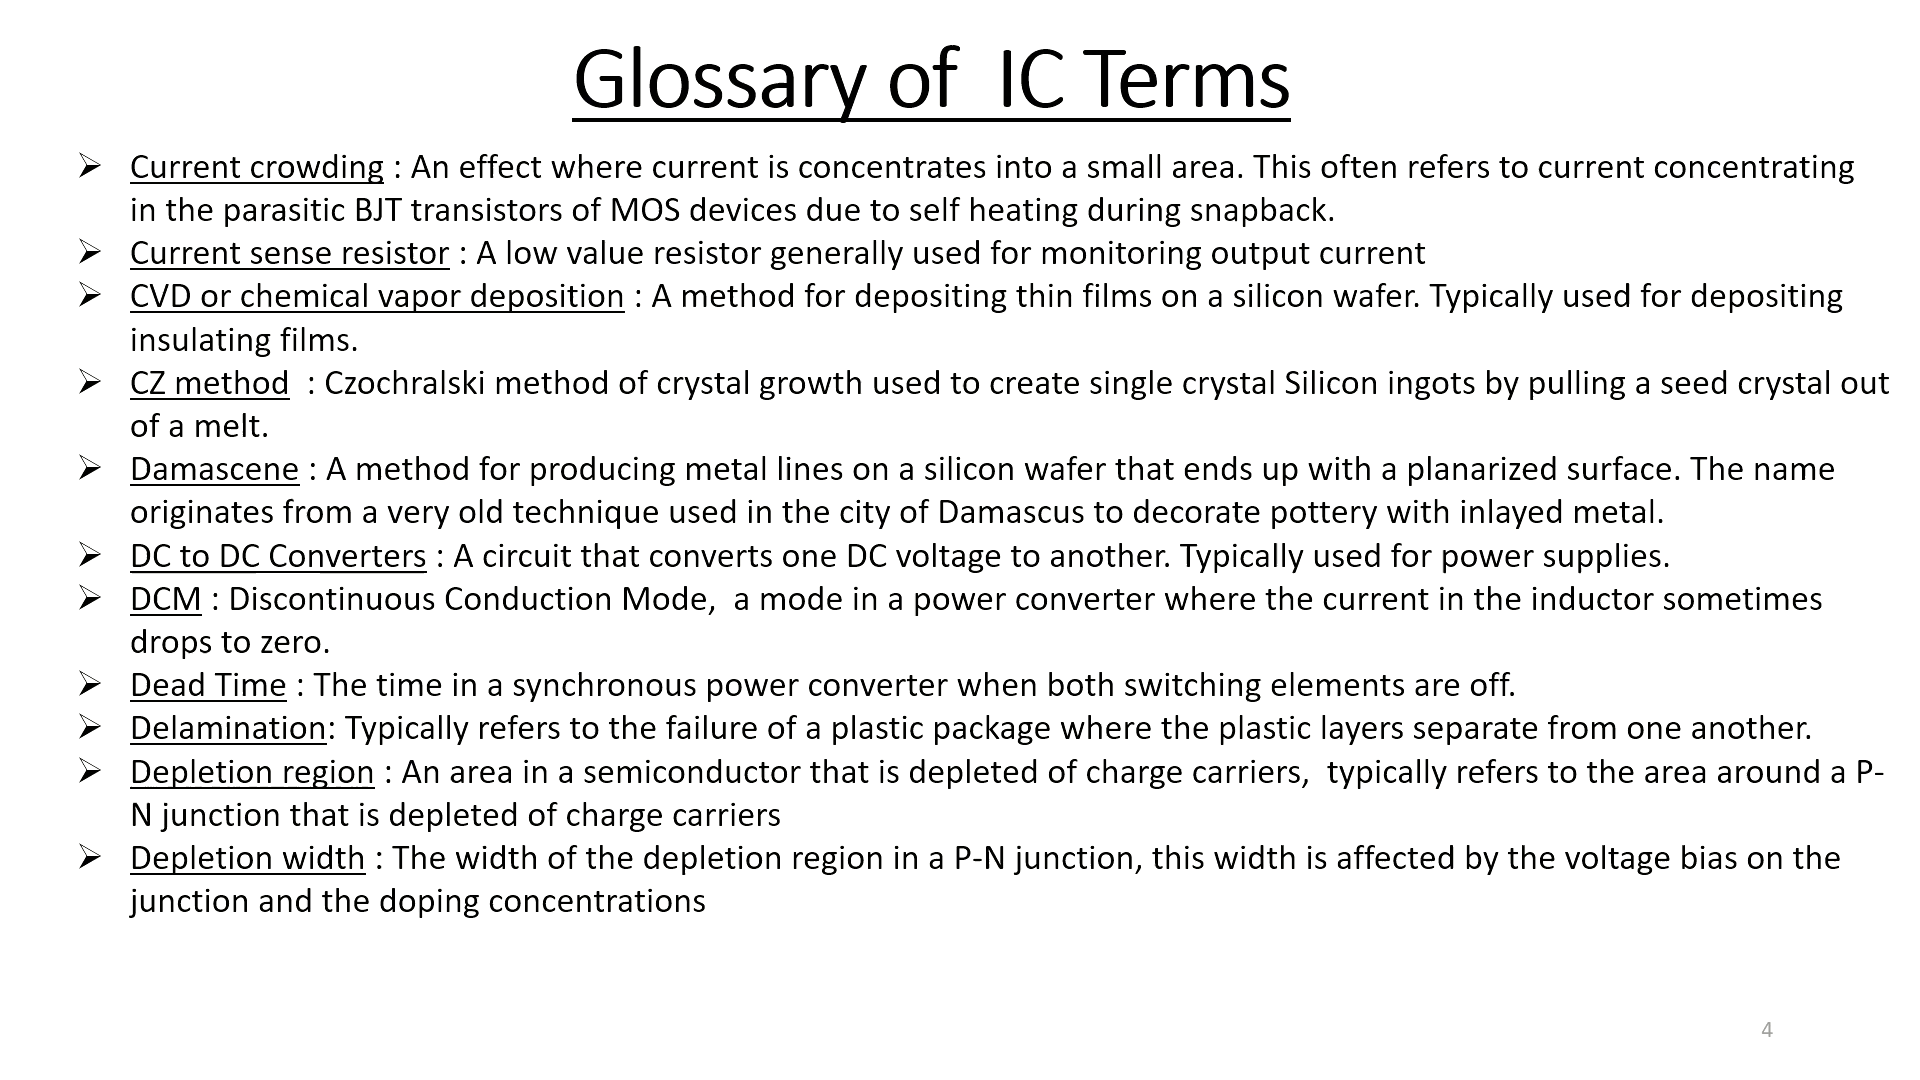 Glossary of  IC Terms
➢ Current crowding : An effect where current is concentrates into a small area. This often refers to current concentrating
in the parasitic BJT transistors of MOS devices due to self heating during snapback.
➢ Current sense resistor : A low value resistor generally used for monitoring output current
➢ CVD or chemical vapor deposition : A method for depositing thin films on a silicon wafer. Typically used for depositing
insulating films.
➢ CZ method  : Czochralski method of crystal growth used to create single crystal Silicon ingots by pulling a seed crystal out
of a melt.
➢ Damascene : A method for producing metal lines on a silicon wafer that ends up with a planarized surface. The name
originates from a very old technique used in the city of Damascus to decorate pottery with inlayed metal.
➢ DC to DC Converters : A circuit that converts one DC voltage to another. Typically used for power supplies.
➢ DCM : Discontinuous Conduction Mode,  a mode in a power converter where the current in the inductor sometimes
drops to zero.
➢ Dead Time : The time in a synchronous power converter when both switching elements are off.
➢ Delamination: Typically refers to the failure of a plastic package where the plastic layers separate from one another.
➢ Depletion region : An area in a semiconductor that is depleted of charge carriers,  typically refers to the area around a P-
N junction that is depleted of charge carriers
➢ Depletion width : The width of the depletion region in a P-N junction, this width is affected by the voltage bias on the
junction and the doping concentrations
4